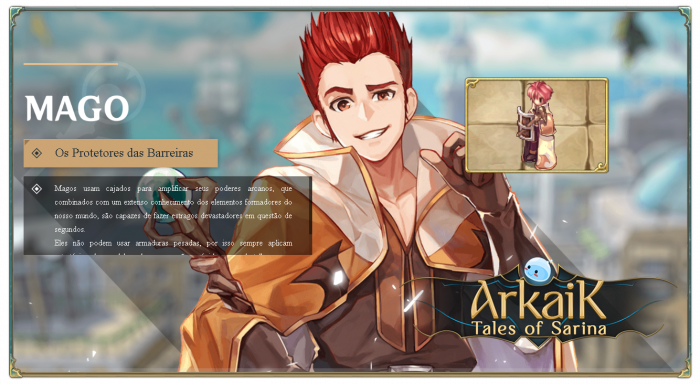 MAGO
Os Protetores das Barreiras
Magos usam cajados para amplificar seus poderes arcanos, que
combinados com um extenso conhecimento dos elementos formadores do
nosso mundo, são capazes de fazer estragos devastadores em questão de
segundos.
Eles não podem usar armaduras pesadas, por isso sempre aplicam
ArkaiK
Tales of Sarina